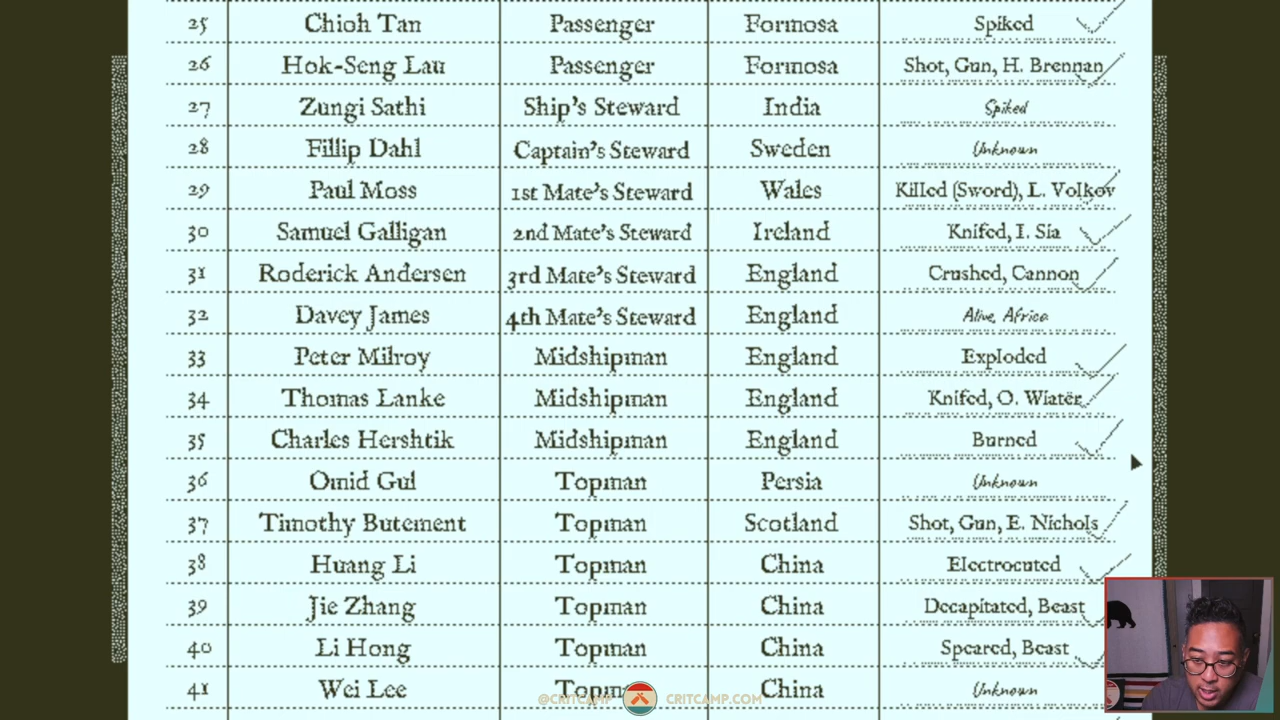 25 Chioh Tan Passenger Formosa Spiked
26 Hok-Seng Lau Passenger Formosa Shot, Gun, H. Brennan
27 Zungi Sathi Ship's Steward India Spiked
28 Fillip Dahl Captain's Steward Sweden Unknown
29 Paul Moss 1st Mate's Steward Wales Killed (Sword), L. Volkov
30 Samuel Galligan 2nd Mate's Steward Ireland Knifed, I. Sia
31 Roderick Andersen 3rd Mate's Steward England Crushed, Cannon
32 Davey James 4th Mate's Steward England Alive, Africa
33 Peter Milroy Midshipman England Exploded
34 Thomas Lanke Midshipman England Knifed, O. Wiater
35 Charles Hershtik Midshipman England Burned
36 Omid Gul Topman Persia Unknown
37 Timothy Butement Topman Scotland Shot, Gun, E. Nichols
38 Huang Li Topman China Electrocuted
39 Jie Zhang Topman China Decapitated, Beast
40 Li Hong Topman China Speared, Beast
41 Wei Lee Topm China Unknown
@CRITCAMP CRITCAMP.COM